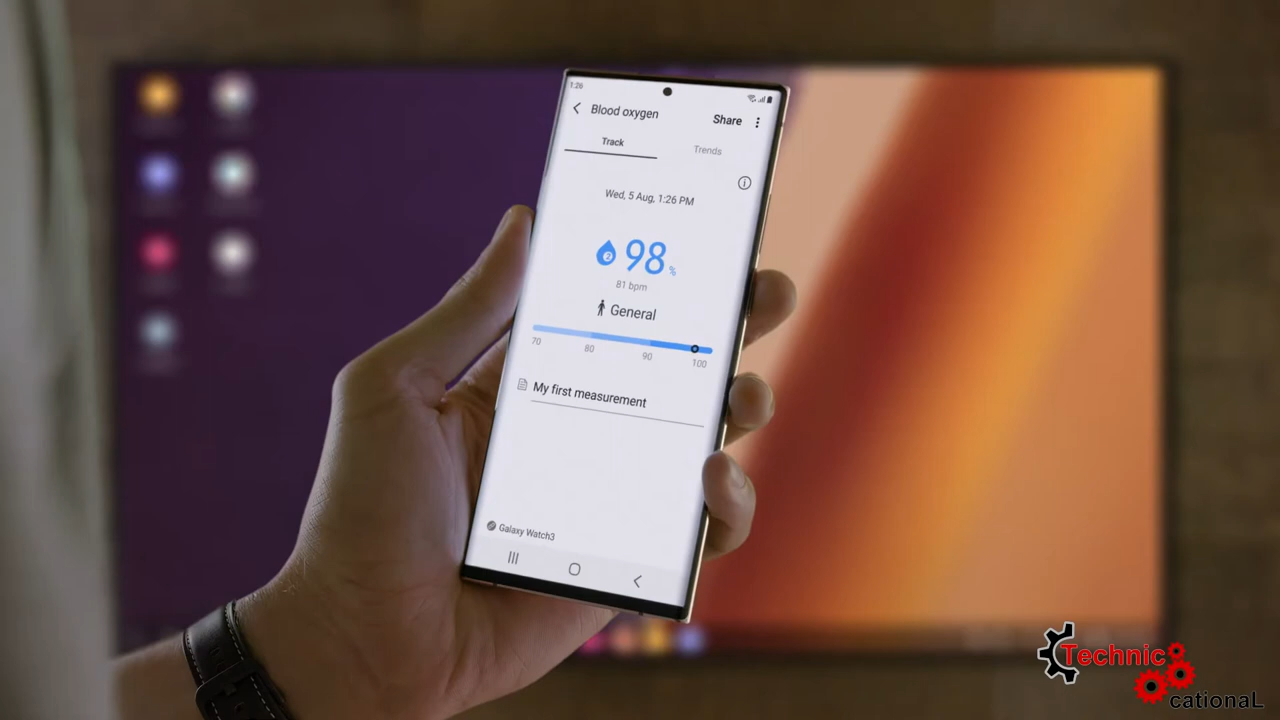 1:26
Blood oxygen
Share
Track
Trends
Wed, 5 Aug, 1:26 PM
98 %
81 bpm
General
70 80 90 100
My first measurement
Galaxy Watch3
Technic
cationaL